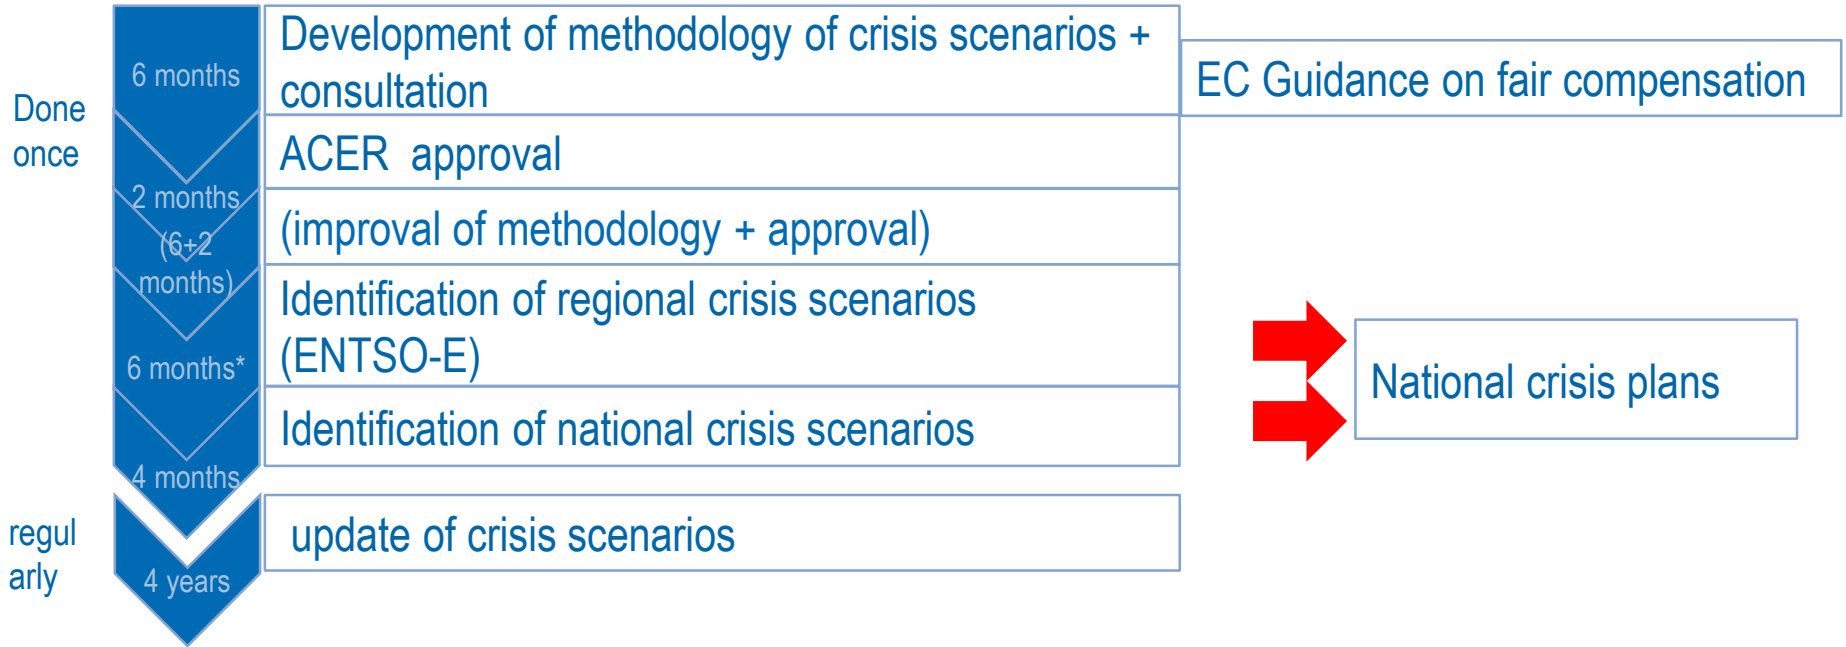 Done
once
6 months
Development of methodology of crisis scenarios +
consultation
EC Guidance on fair compensation
2 months
ACER approval
(6+2
months)
(improval of methodology + approval)
6 months*
Identification of regional crisis scenarios
(ENTSO-E)
4 months
Identification of national crisis scenarios
National crisis plans
regul
arly
4 years
update of crisis scenarios